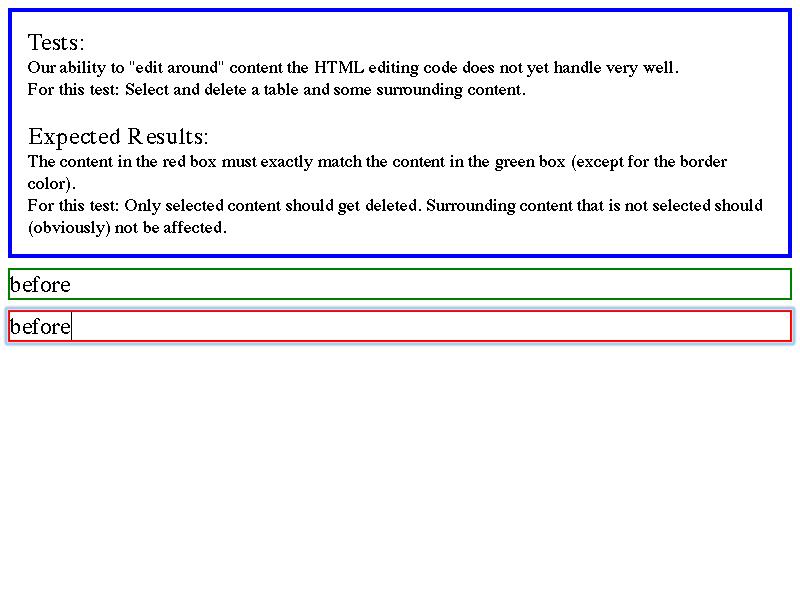 Tests:
Our ability to "edit around" content the HTML editing code does not yet handle very well.
For this test: Select and delete a table and some surrounding content.
Expected Results:
The content in the red box must exactly match the content in the green box (except for the border
color).
For this test: Only selected content should get deleted. Surrounding content that is not selected should
(obviously) not be affected.
before
before